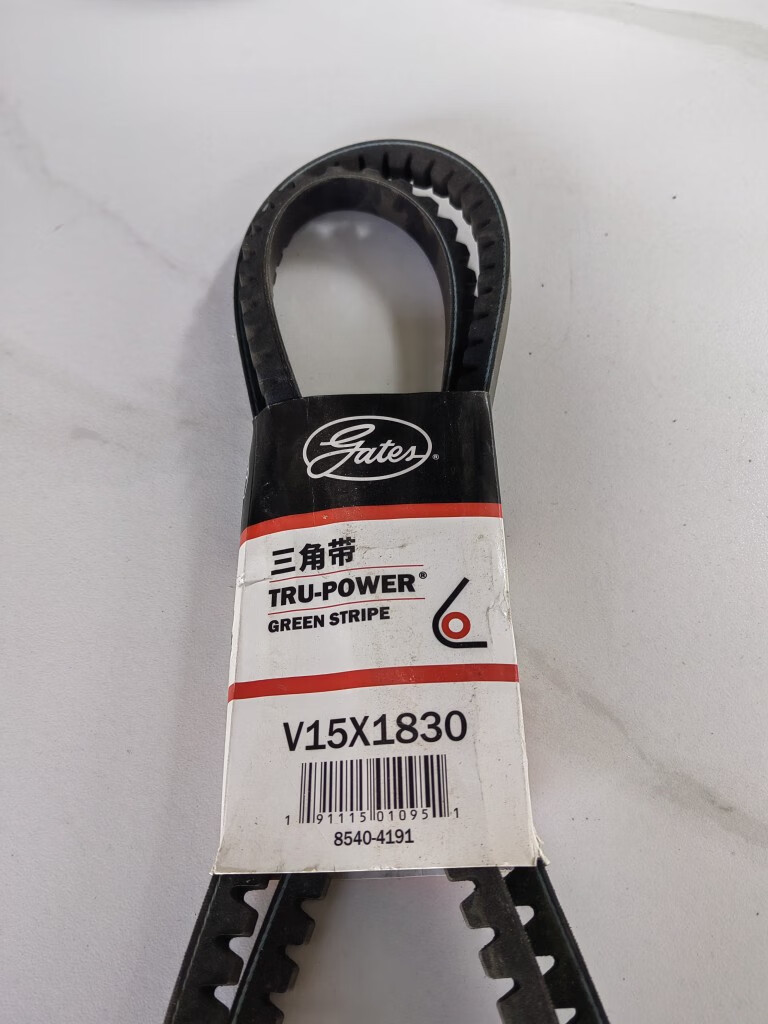 Gates®
三角带
TRU-POWER®
GREEN STRIPE
V15X1830
1 91115 01095 1
8540-4191